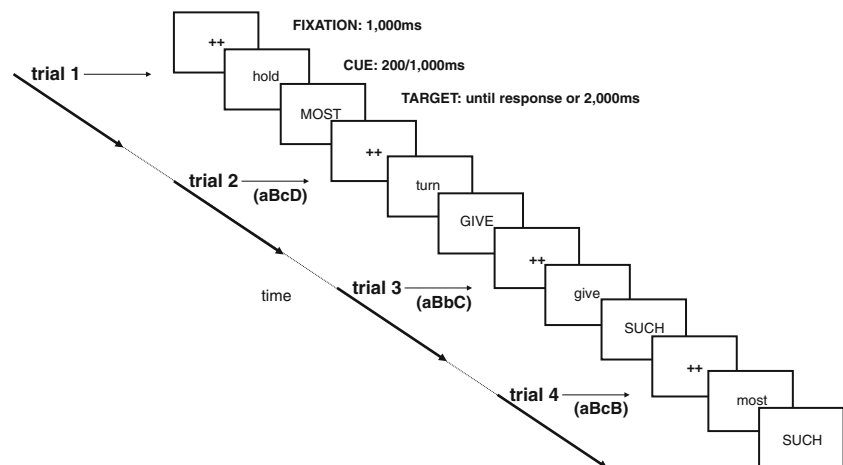 FIXATION: 1,000ms
++
trial 1
hold
CUE: 200/1,000ms
MOST
TARGET: until response or 2,000ms
++
trial 2
(aBcD)
turn
GIVE
++
time
trial 3
(aBbC)
give
SUCH
++
trial 4
(aBcB)
most
SUCH